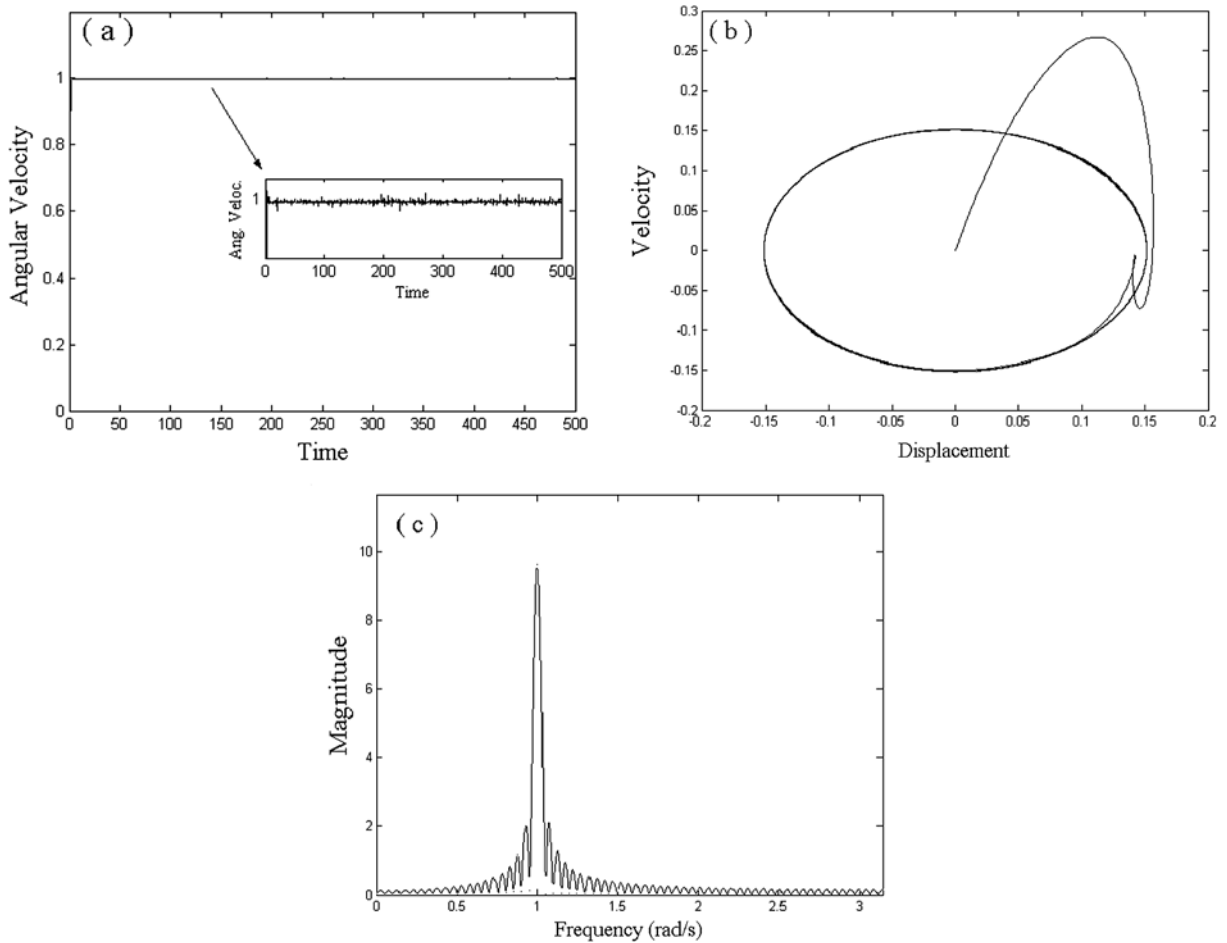 ( a )
Angular Velocity
1
0.8
0.6
0.4
0.2
0
0 50 100 150 200 250 300 350 400 450 500
Time
Ang. Veloc.
1
0 100 200 300 400 500
Time
( b )
Velocity
0.3
0.25
0.2
0.15
0.1
0.05
0
-0.05
-0.1
-0.15
-0.2
-0.2 -0.15 -0.1 -0.05 0 0.05 0.1 0.15 0.2
Displacement
( c )
Magnitude
10
8
6
4
2
0
0 0.5 1 1.5 2 2.5 3
Frequency (rad/s)